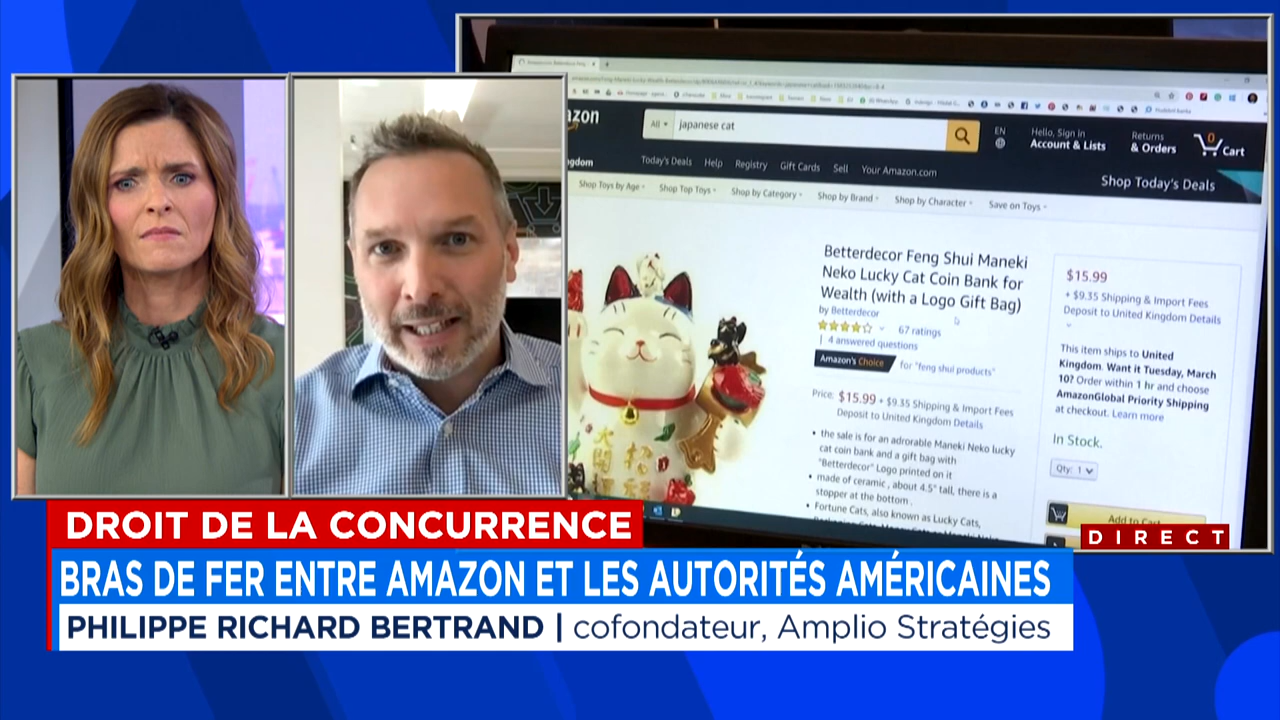 japanese cat
All
EN
Hello, Sign in
Account & Lists
Returns
& Orders
0
Cart
Today's Deals Help Registry Gift Cards Sell Your Amazon.com
Shop Today's Deals
Shop Toys by Age Shop Top Toys Shop by Category Shop by Brand Shop by Character Save on Toys
Betterdecor Feng Shui Maneki
Neko Lucky Cat Coin Bank for
Wealth (with a Logo Gift Bag)
by Betterdecor
67 ratings
| 4 answered questions
Amazon's Choice for "feng shui products"
Price: $15.99 + $9.35 Shipping & Import Fees
Deposit to United Kingdom Details
• the sale is for an adrorable Maneki Neko lucky
cat coin bank and a gift bag with
"Betterdecor" Logo printed on it
• made of ceramic , about 4.5" tall, there is a
stopper at the bottom .
• Fortune Cats, also known as Lucky Cats,
$15.99
+ $9.35 Shipping & Import Fees
Deposit to United Kingdom Details
This item ships to United
Kingdom. Want it Tuesday, March
10? Order within 1 hr and choose
AmazonGlobal Priority Shipping
at checkout. Learn more
In Stock.
Qty: 1
Add to Cart
DIRECT
DROIT DE LA CONCURRENCE
BRAS DE FER ENTRE AMAZON ET LES AUTORITÉS AMÉRICAINES
PHILIPPE RICHARD BERTRAND | cofondateur, Amplio Stratégies